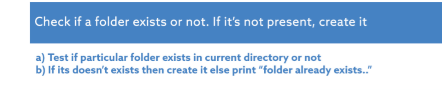 Check if a folder exists or not. If it's not present, create it
a) Test if particular folder exists in current directory or not
b) If its doesn't exists then create it else print "folder already exists.."